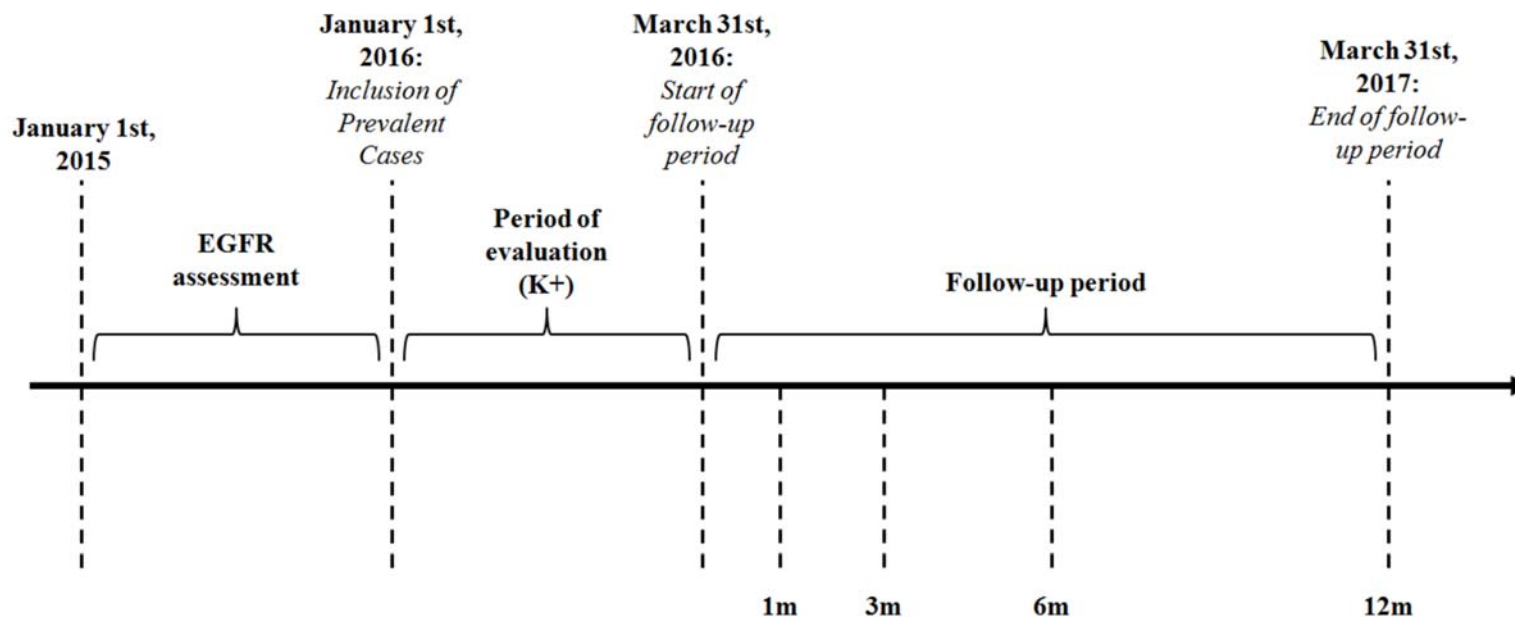 January 1st,
2015
January 1st,
2016:
Inclusion of
Prevalent
Cases
March 31st,
2016:
Start of
follow-up
period
March 31st,
2017:
End of follow-
up period
EGFR
assessment
Period of
evaluation
(K+)
Follow-up period
1m
3m
6m
12m